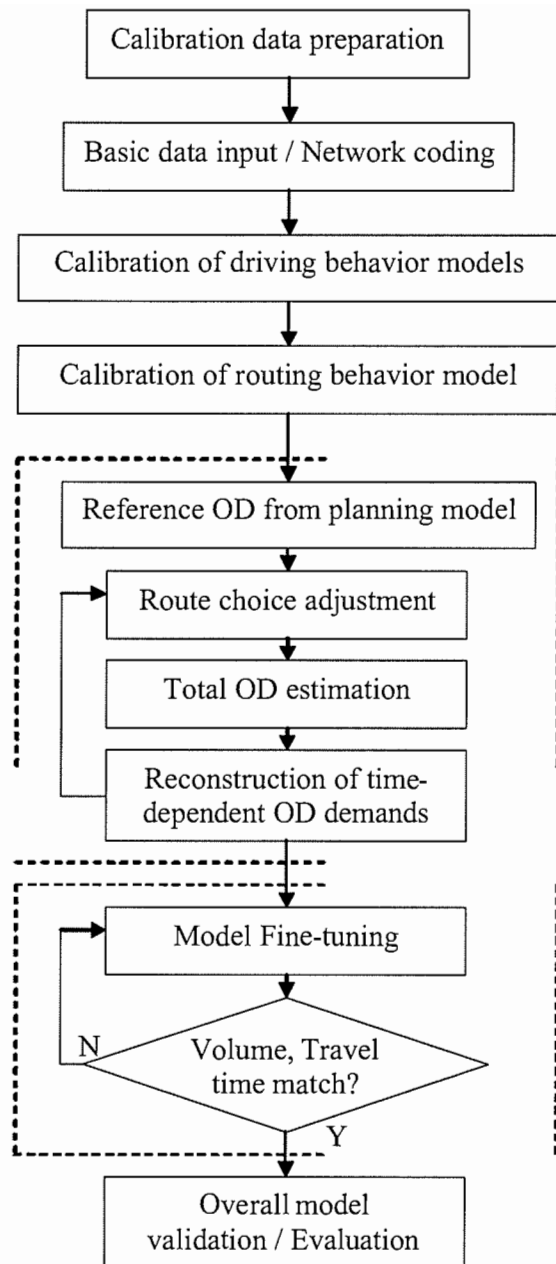 Calibration data preparation
Basic data input / Network coding
Calibration of driving behavior models
Calibration of routing behavior model
Reference OD from planning model
Route choice adjustment
Total OD estimation
Reconstruction of time-
dependent OD demands
Model Fine-tuning
N
Volume, Travel
time match?
Y
Overall model
validation / Evaluation